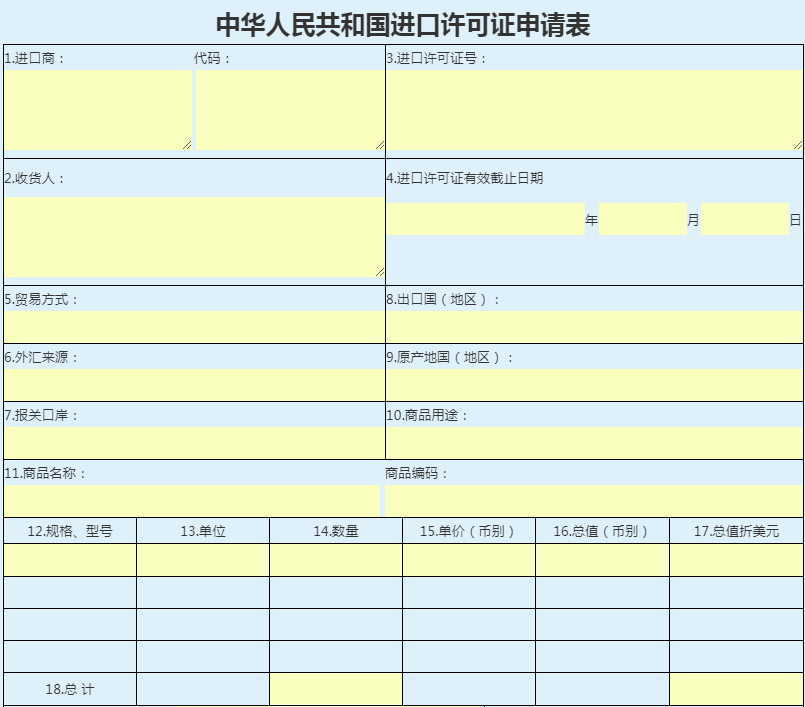 中华人民共和国进口许可证申请表
1.进口商： 代码： 3.进口许可证号：
2.收货人： 4.进口许可证有效截止日期
年 月 日
5.贸易方式： 8.出口国（地区）：
6.外汇来源： 9.原产地国（地区）：
7.报关口岸： 10.商品用途：
11.商品名称： 商品编码：
12.规格、型号 13.单位 14.数量 15.单价（币别） 16.总值（币别） 17.总值折美元
18.总 计